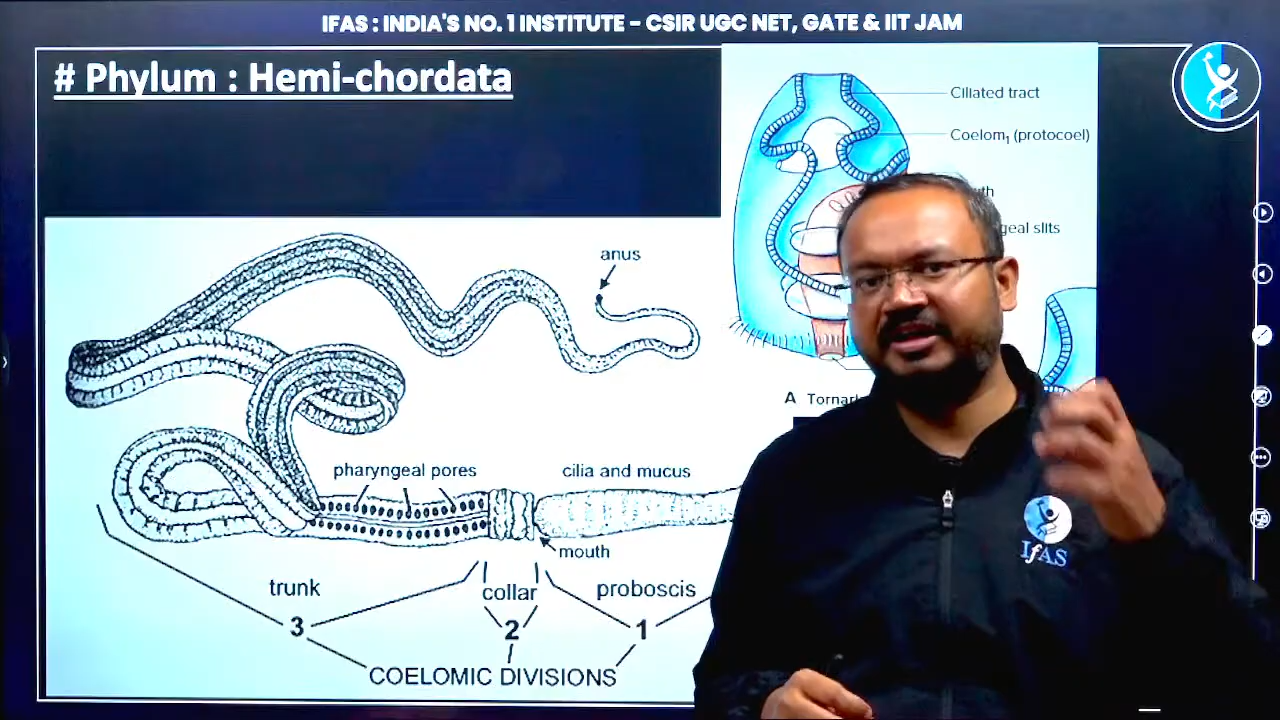 IFAS : INDIA'S NO. 1 INSTITUTE – CSIR UGC NET, GATE & IIT JAM
# Phylum : Hemi-chordata
Ciliated tract
Coelom1 (protocoel)
slits
anus
A
pharyngeal pores
cilia and mucus
mouth
trunk
collar
proboscis
3
2
1
COELOMIC DIVISIONS
IfAS